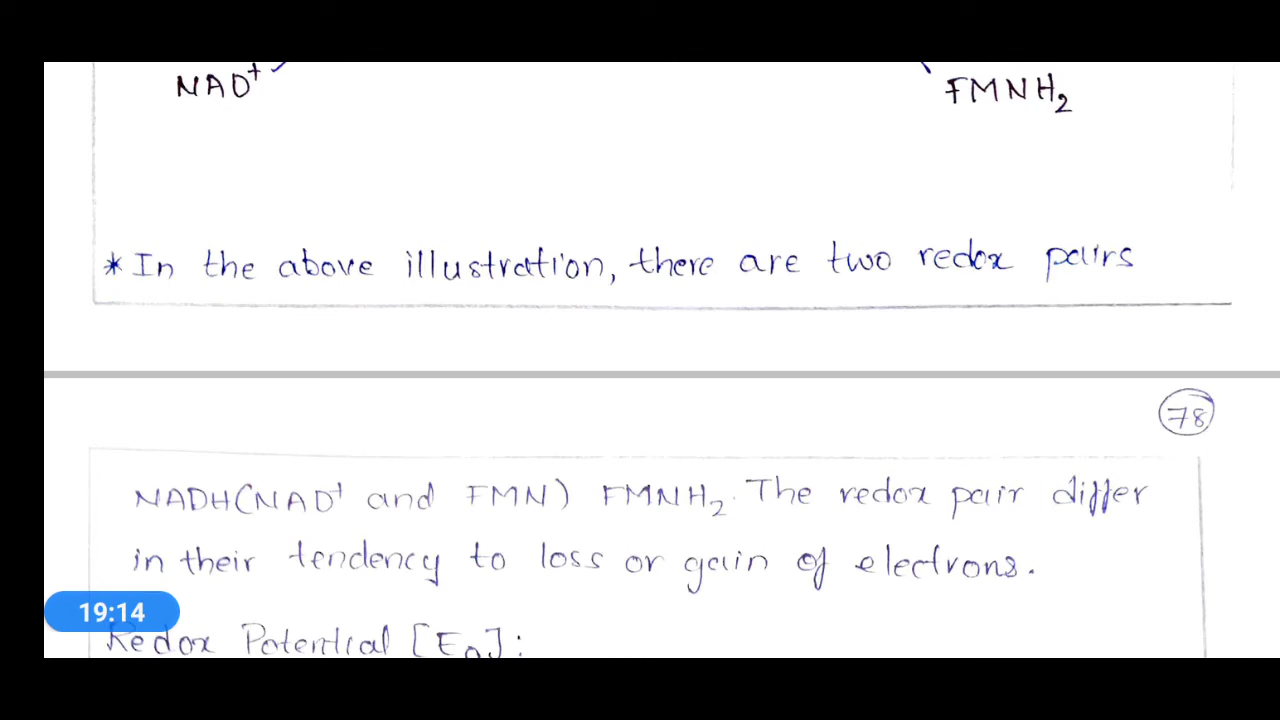 NAD⁺ FMNH₂
* In the above illustration, there are two redox pairs
78
NADH(NAD⁺ and FMN) FMNH₂. The redox pair differ
in their tendency to loss or gain of electrons.
19:14
Redox Potential [E₀]: